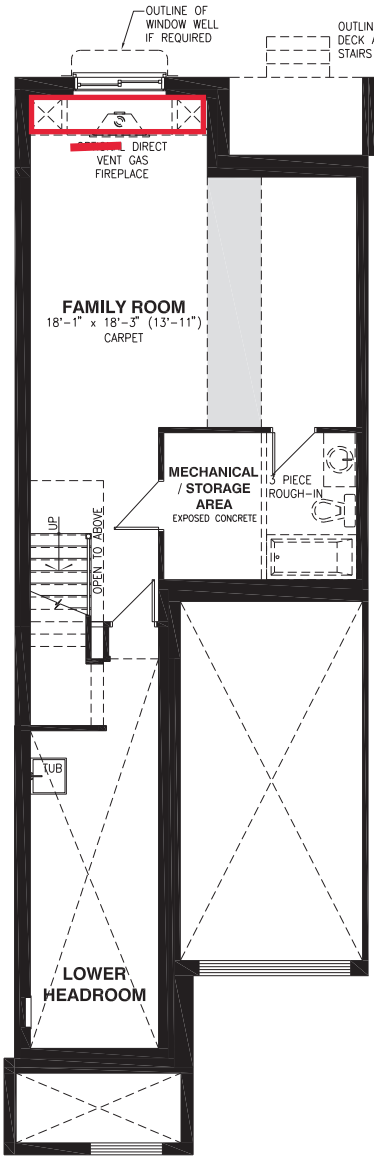 OUTLINE OF
WINDOW WELL
IF REQUIRED
OUTLIN
DECK A
STAIRS
DIRECT
VENT GAS
FIREPLACE
FAMILY ROOM
18'-1" x 18'-3" (13'-11")
CARPET
MECHANICAL
/ STORAGE
AREA
EXPOSED CONCRETE
3 PIECE
ROUGH-IN
UP
OPEN TO ABOVE
TUB
LOWER
HEADROOM